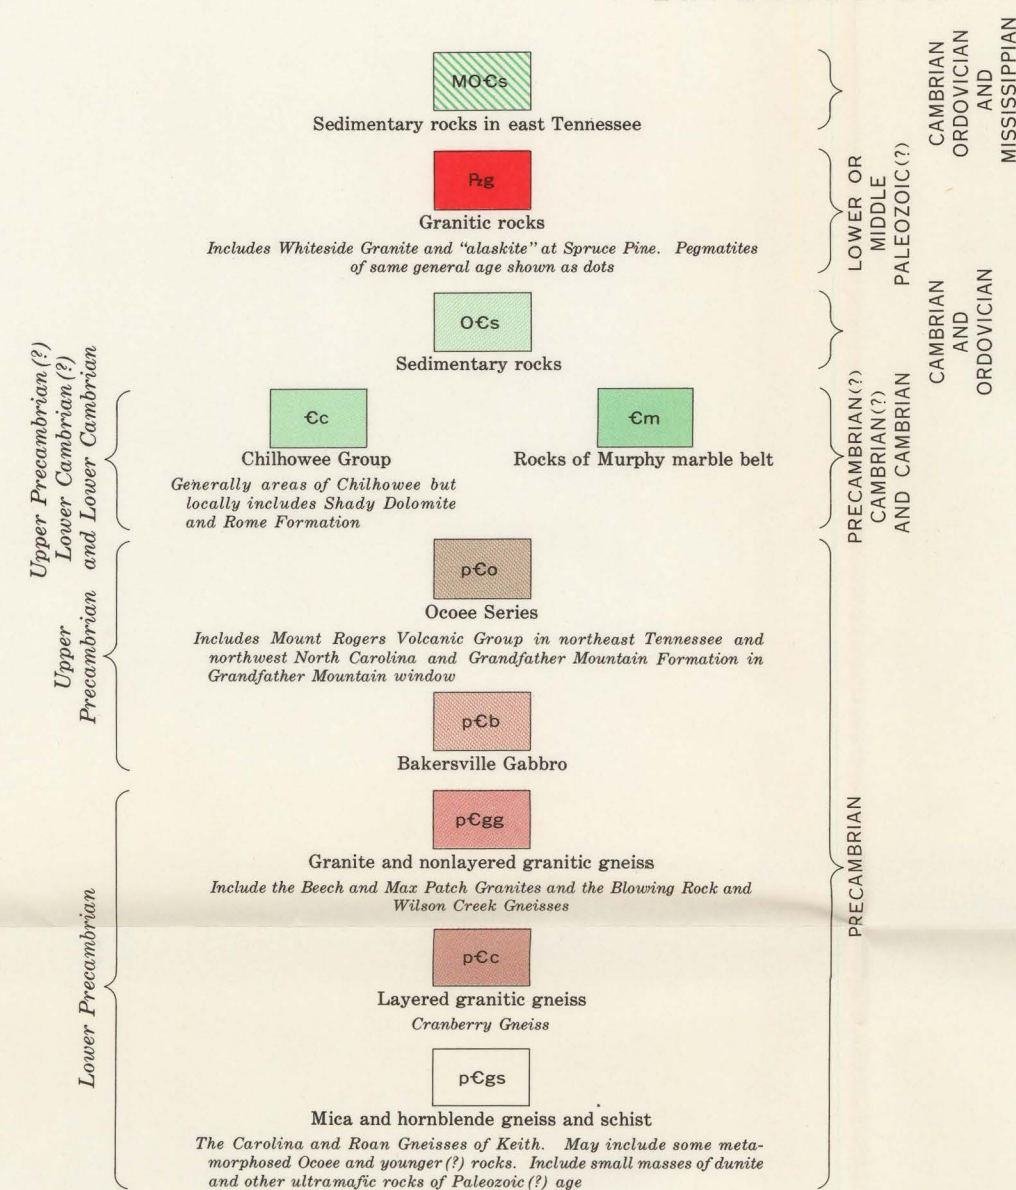 MO€s
Sedimentary rocks in east Tennessee
CAMBRIAN
ORDOVICIAN
AND
MISSISSIPPIAN
Pzg
Granitic rocks
Includes Whiteside Granite and “alaskite” at Spruce Pine. Pegmatites
of same general age shown as dots
LOWER OR
MIDDLE
PALEOZOIC(?)
O€s
Sedimentary rocks
CAMBRIAN
AND
ORDOVICIAN
Upper Precambrian(?)
Lower Cambrian(?)
and Lower Cambrian
€c
Chilhowee Group
Generally areas of Chilhowee but
locally includes Shady Dolomite
and Rome Formation
€m
Rocks of Murphy marble belt
PRECAMBRIAN(?)
CAMBRIAN(?)
AND CAMBRIAN
Upper
Precambrian
p€o
Ocoee Series
Includes Mount Rogers Volcanic Group in northeast Tennessee and
northwest North Carolina and Grandfather Mountain Formation in
Grandfather Mountain window
p€b
Bakersville Gabbro
PRECAMBRIAN
Lower Precambrian
p€gg
Granite and nonlayered granitic gneiss
Include the Beech and Max Patch Granites and the Blowing Rock and
Wilson Creek Gneisses
p€c
Layered granitic gneiss
Cranberry Gneiss
p€gs
Mica and hornblende gneiss and schist
The Carolina and Roan Gneisses of Keith. May include some meta-
morphosed Ocoee and younger(?) rocks. Include small masses of dunite
and other ultramafic rocks of Paleozoic(?) age